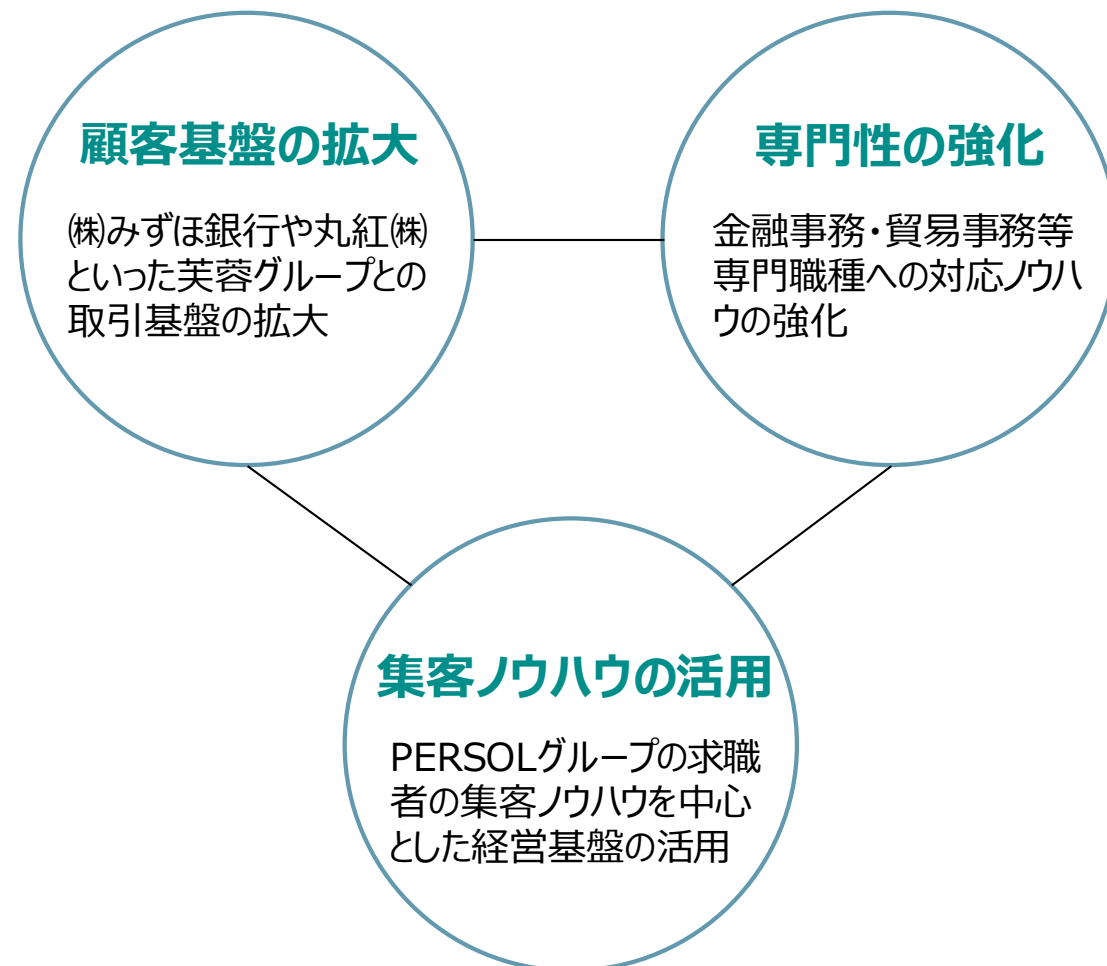 顧客基盤の拡大
㈱みずほ銀行や丸紅㈱
といった芙蓉グループとの
取引基盤の拡大
専門性の強化
金融事務・貿易事務等
専門職種への対応ノウハ
ウの強化
集客ノウハウの活用
PERSOLグループの求職
者の集客ノウハウを中心
とした経営基盤の活用